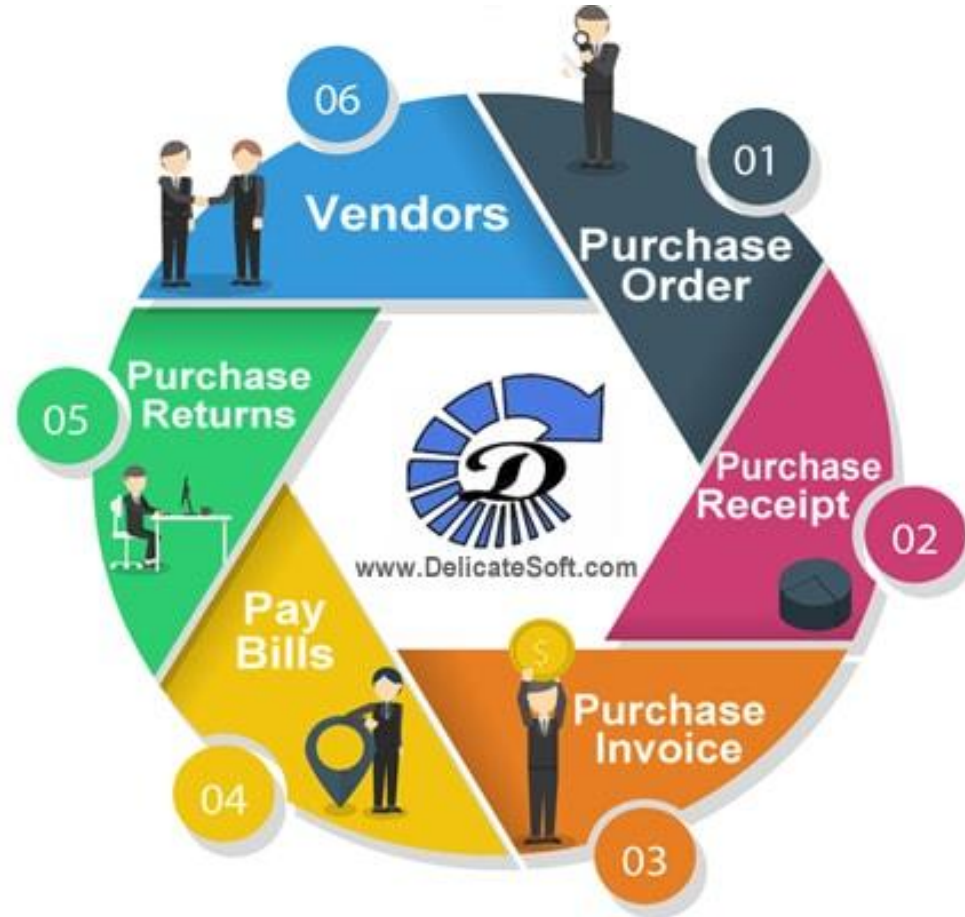 01
Purchase
Order
02
Purchase
Receipt
03
Purchase
Invoice
$
04
Pay
Bills
05
Purchase
Returns
06
Vendors
D
www.DelicateSoft.com